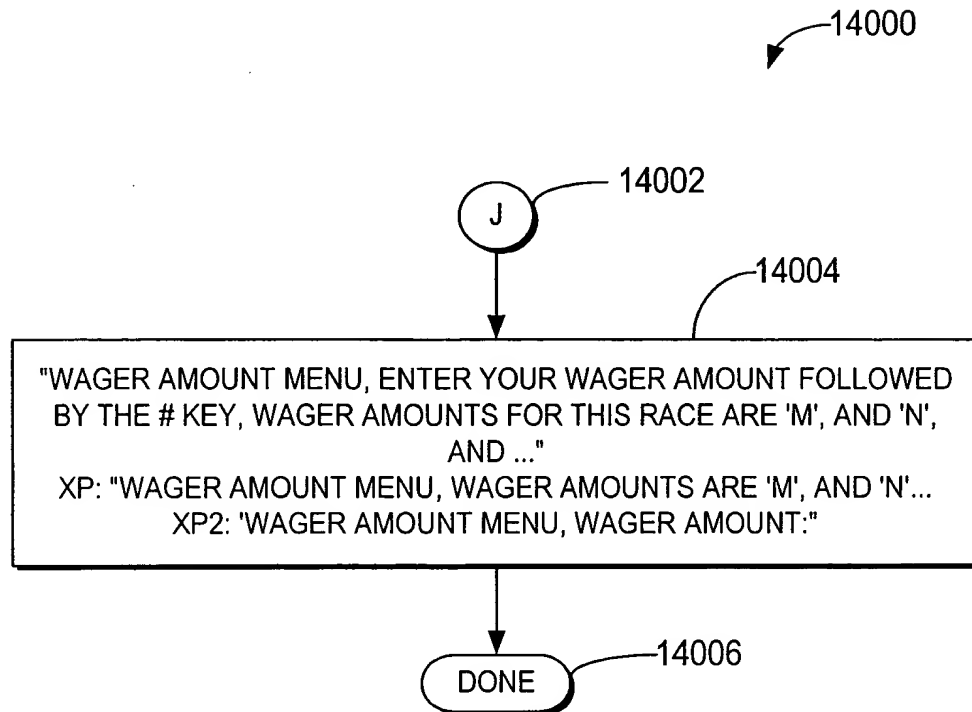 14000
J
14002
14004
"WAGER AMOUNT MENU, ENTER YOUR WAGER AMOUNT FOLLOWED
BY THE # KEY, WAGER AMOUNTS FOR THIS RACE ARE 'M', AND 'N',
AND ..."
XP: "WAGER AMOUNT MENU, WAGER AMOUNTS ARE 'M', AND 'N'...
XP2: 'WAGER AMOUNT MENU, WAGER AMOUNT:"
DONE
14006